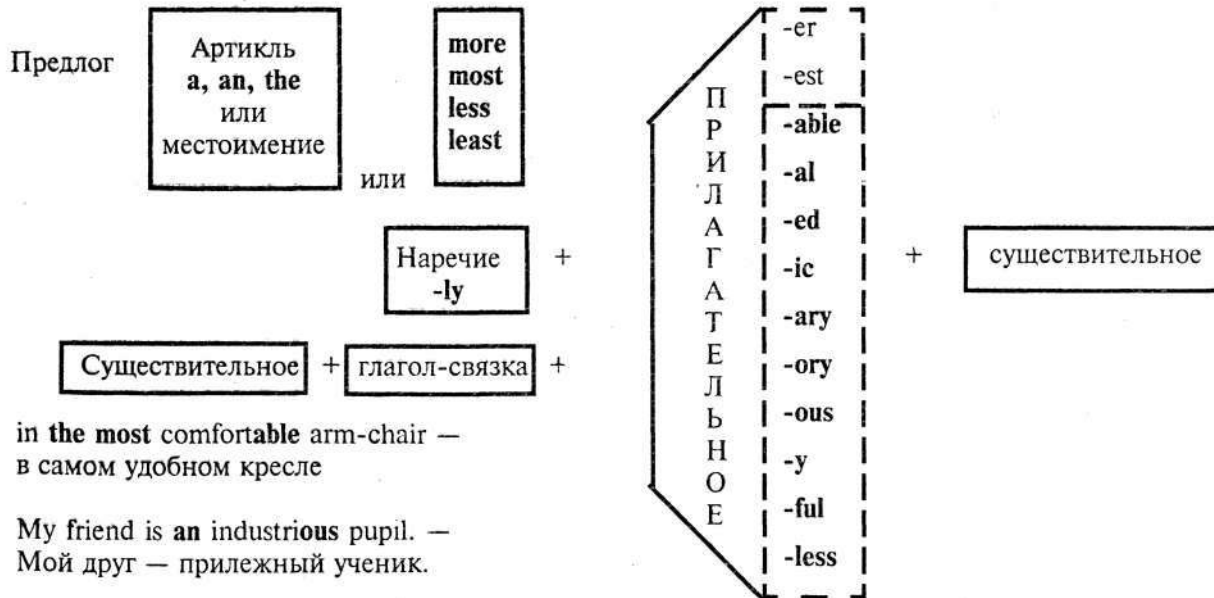 Предлог
Артикль
a, an, the
или
местоимение
или
more
most
less
least
Наречие
-ly
+
Существительное + глагол-связка +
ПРИЛАГАТЕЛЬНОЕ
-er
-est
-able
-al
-ed
-ic
-ary
-ory
-ous
-y
-ful
-less
+
существительное
in the most comfortable arm-chair —
в самом удобном кресле
My friend is an industrious pupil. —
Мой друг — прилежный ученик.